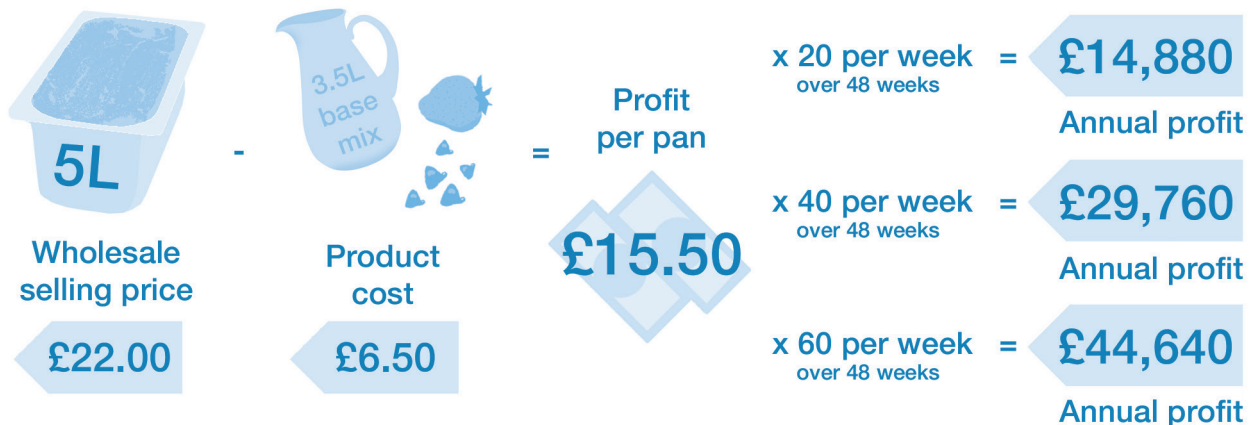 5L
Wholesale
selling price
£22.00
-
3.5L
base
mix
Product
cost
£6.50
=
Profit
per pan
£15.50
x 20 per week = £14,880
over 48 weeks
Annual profit
x 40 per week = £29,760
over 48 weeks
Annual profit
x 60 per week = £44,640
over 48 weeks
Annual profit